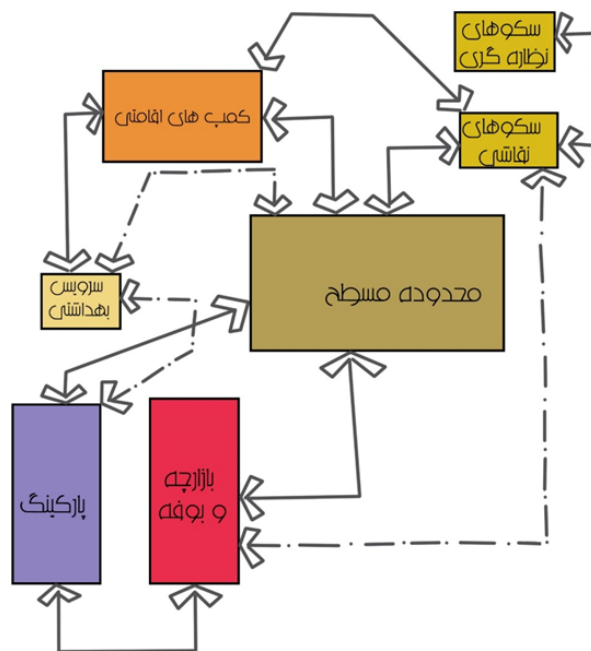 سکوهای
نظاره گری
کمپ های اقامتی
سکوهای
نقاشی
سرویس
بهداشتی
محدوده مسطح
پارکینگ
بازارچه
و بوفه